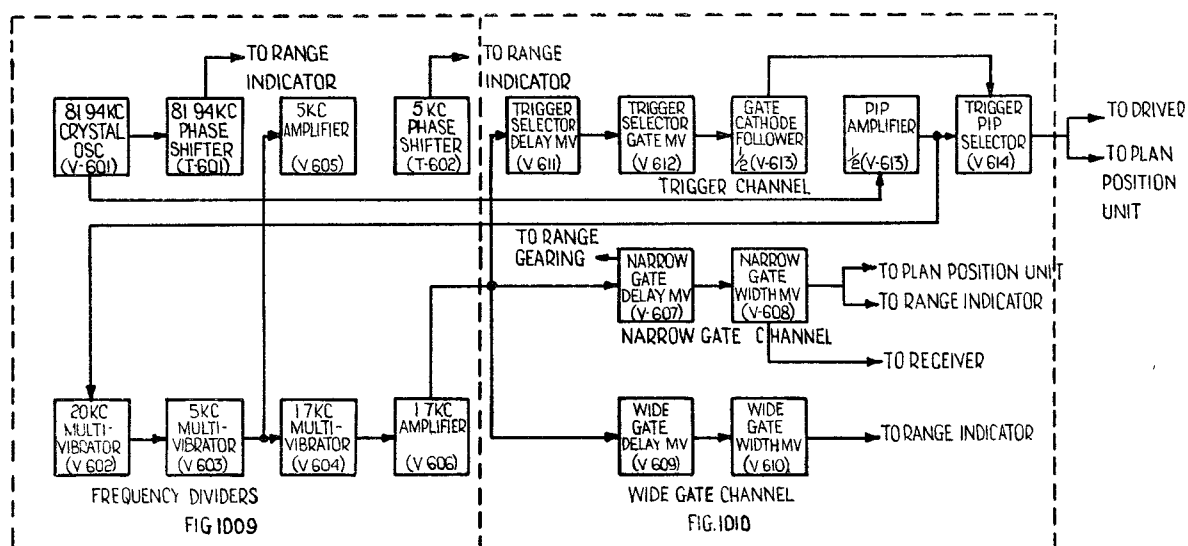 TO RANGE
INDICATOR
TO RANGE
INDICATOR
81 94KC
CRYSTAL
OSC
(V-601)
81 94KC
PHASE
SHIFTER
(T-601)
5KC
AMPLIFIER
(V 605)
5KC
PHASE
SHIFTER
(T-602)
TRIGGER
SELECTOR
DELAY MV
(V 611)
TRIGGER
SELECTOR
GATE MV
(V 612)
GATE
CATHODE
FOLLOWER
1/2(V-613)
PIP
AMPLIFIER
1/2(V-613)
TRIGGER
PIP
SELECTOR
(V 614)
TO DRIVER
TO PLAN
POSITION
UNIT
TRIGGER CHANNEL
TO RANGE
GEARING
NARROW
GATE
DELAY MV
(V-607)
NARROW
GATE
WIDTH MV
(V-608)
TO PLAN POSITION UNIT
TO RANGE INDICATOR
NARROW GATE CHANNEL
TO RECEIVER
20KC
MULTI-
VIBRATOR
(V 602)
5KC
MULTI-
VIBRATOR
(V 603)
1 7KC
MULTI-
VIBRATOR
(V 604)
1 7KC
AMPLIFIER
(V 606)
WIDE
GATE
DELAY MV
(V 609)
WIDE
GATE
WIDTH MV
(V 610)
TO RANGE INDICATOR
FREQUENCY DIVIDERS
FIG 1009
WIDE GATE CHANNEL
FIG. 1010